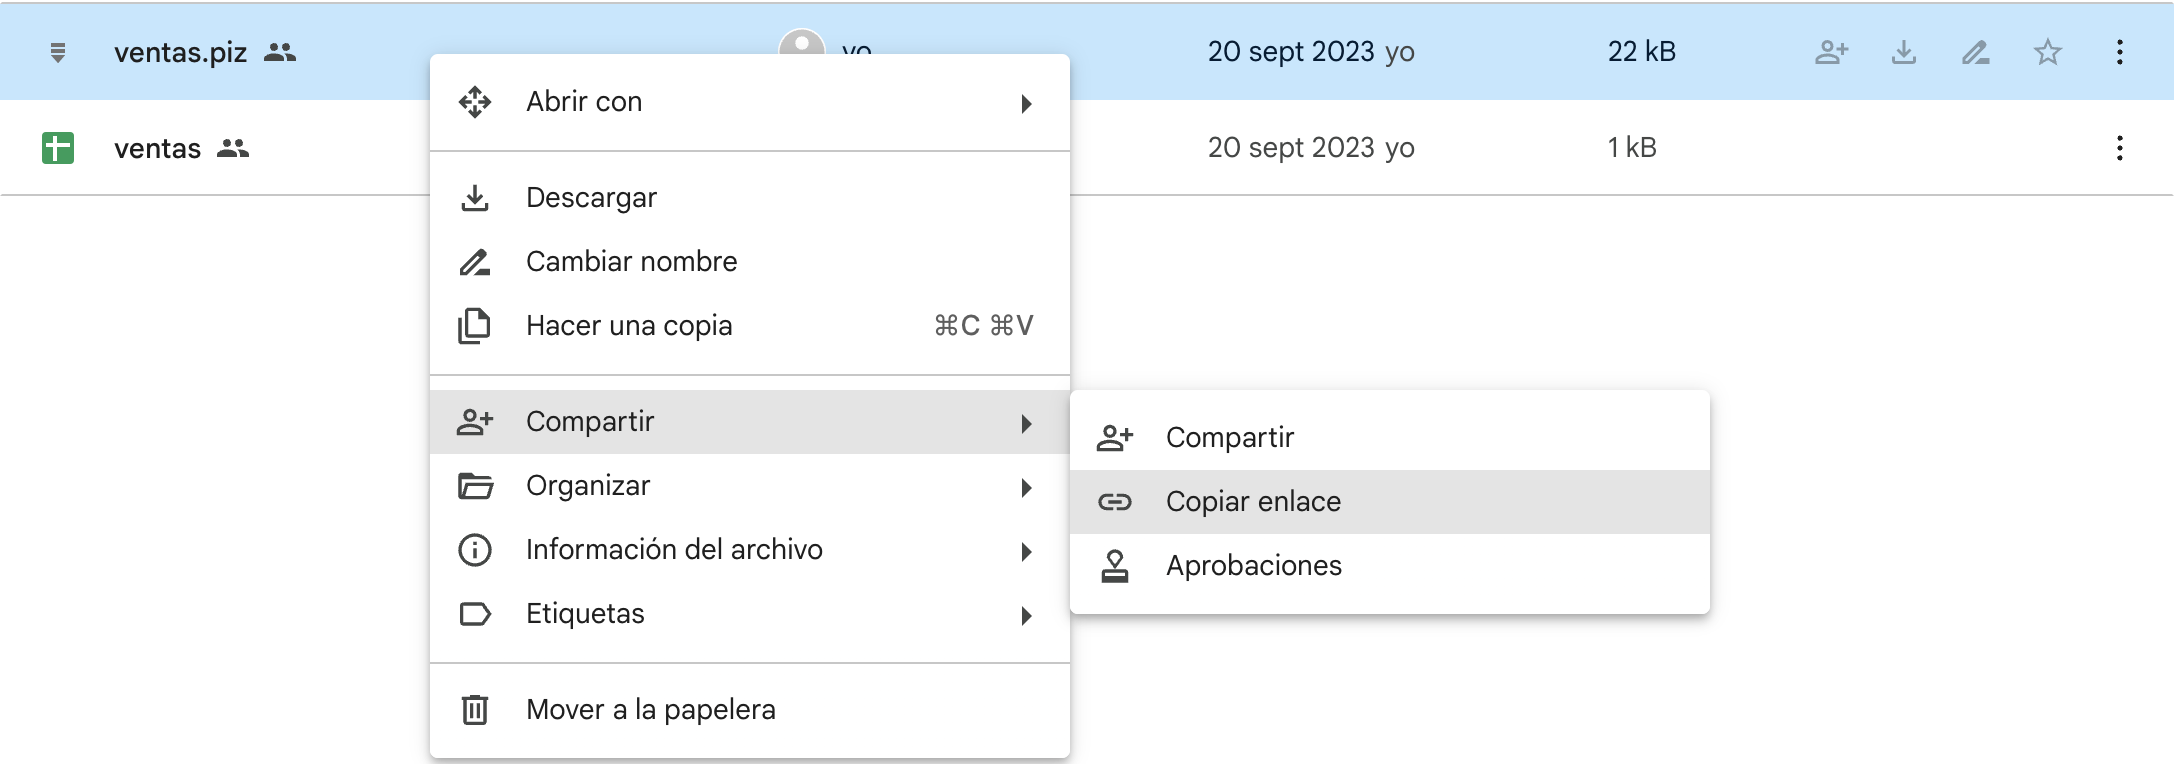 ventas.piz yo 20 sept 2023 yo 22 kB
ventas 20 sept 2023 yo 1 kB
Abrir con
Descargar
Cambiar nombre
Hacer una copia ⌘C ⌘V
Compartir
Organizar
Información del archivo
Etiquetas
Mover a la papelera
Compartir
Copiar enlace
Aprobaciones